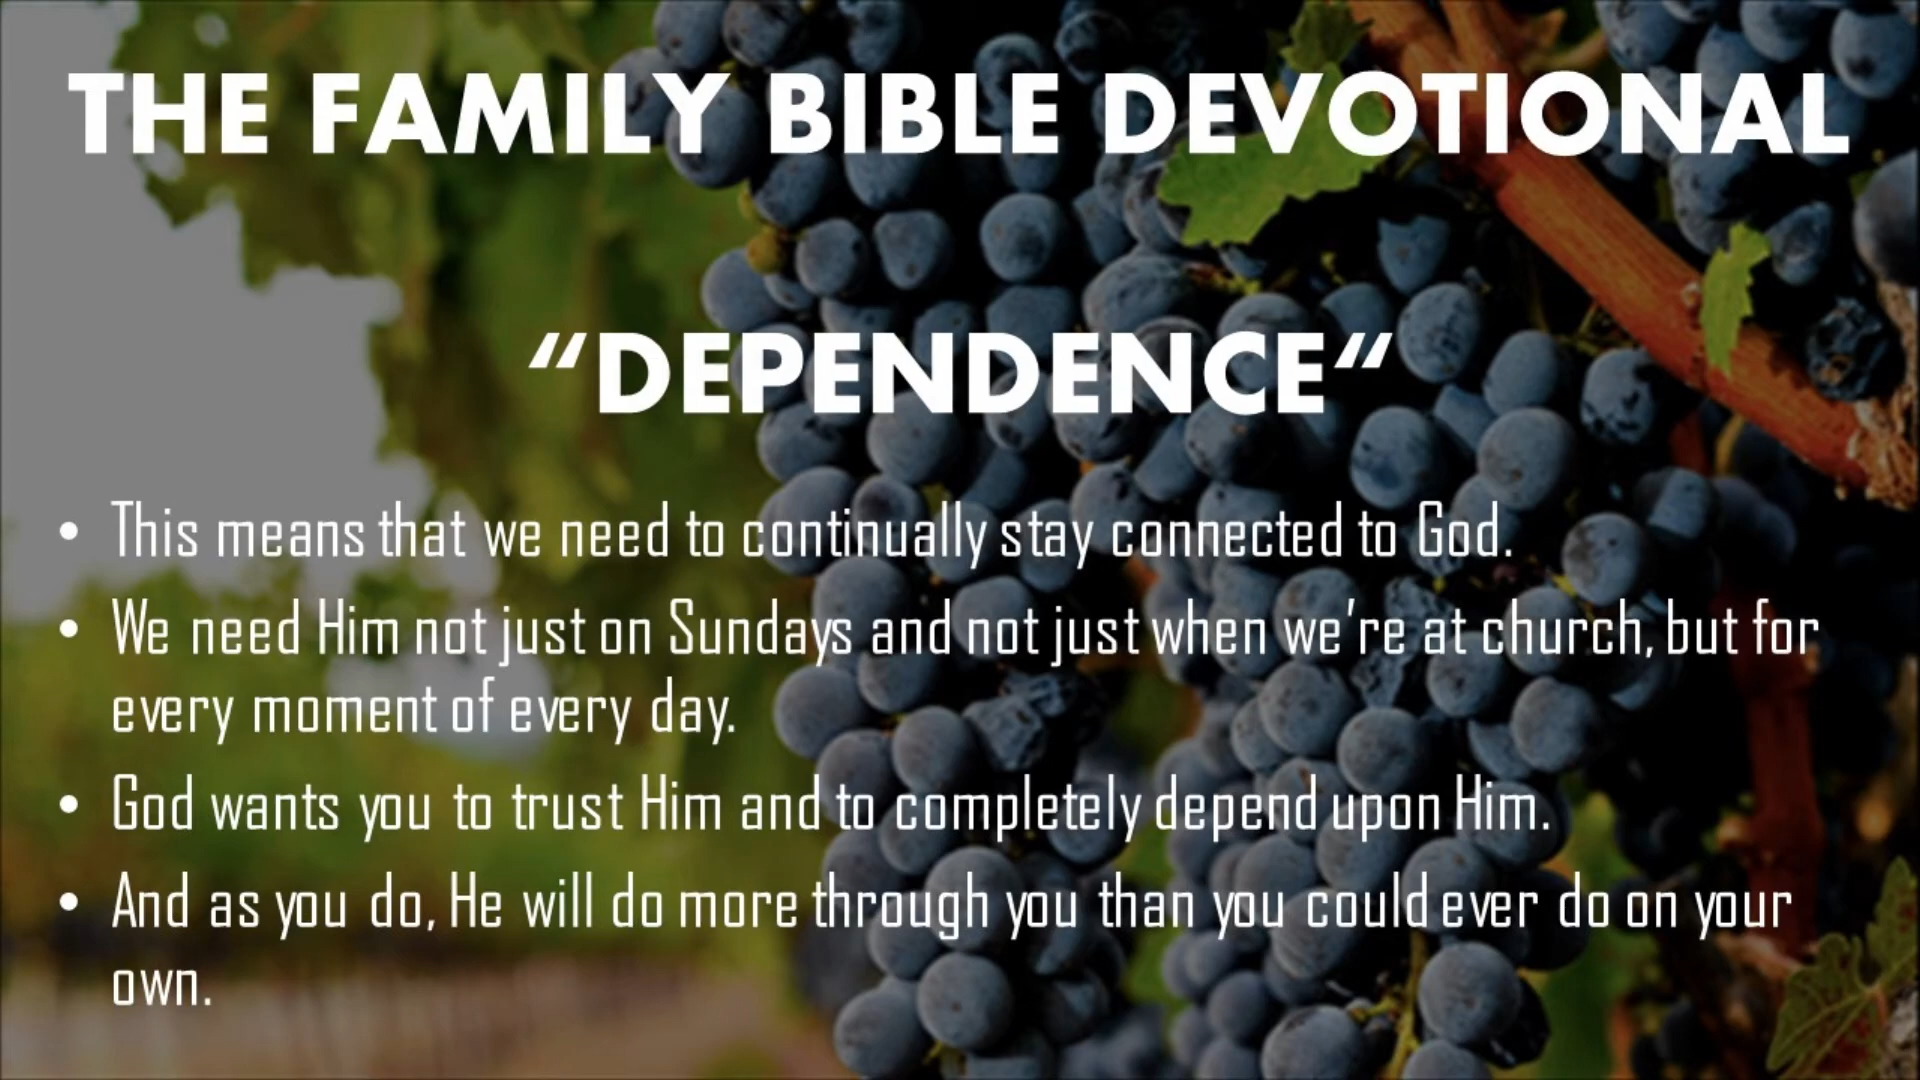 THE FAMILY BIBLE DEVOTIONAL
“DEPENDENCE“
• This means that we need to continually stay connected to God.
• We need Him not just on Sundays and not just when we're at church, but for
every moment of every day.
• God wants you to trust Him and to completely depend upon Him.
• And as you do, He will do more through you than you could ever do on your
own.